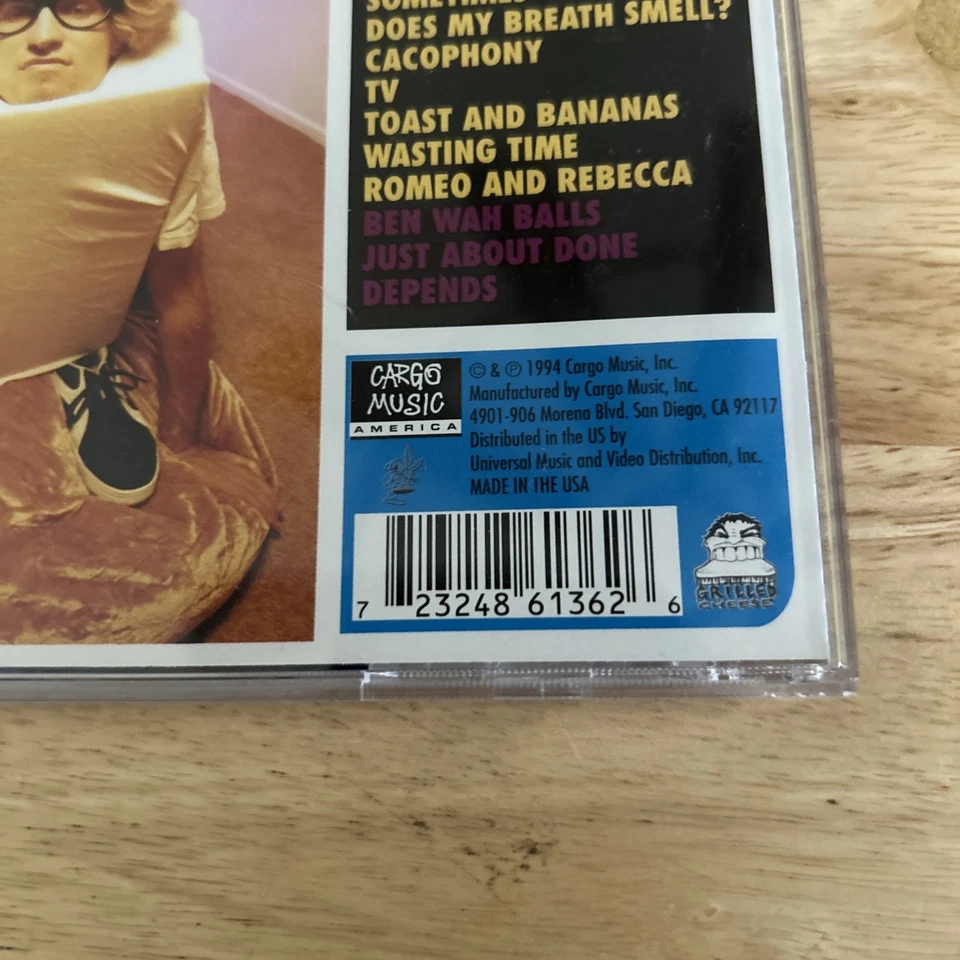 SOMETIMES
DOES MY BREATH SMELL?
CACOPHONY
TV
TOAST AND BANANAS
WASTING TIME
ROMEO AND REBECCA
BEN WAH BALLS
JUST ABOUT DONE
DEPENDS
CARGO
MUSIC
AMERICA
© & ℗ 1994 Cargo Music, Inc.
Manufactured by Cargo Music, Inc.
4901-906 Morena Blvd. San Diego, CA 92117
Distributed in the US by
Universal Music and Video Distribution, Inc.
MADE IN THE USA
7 23248 61362 6
GRILLED
CHEESE